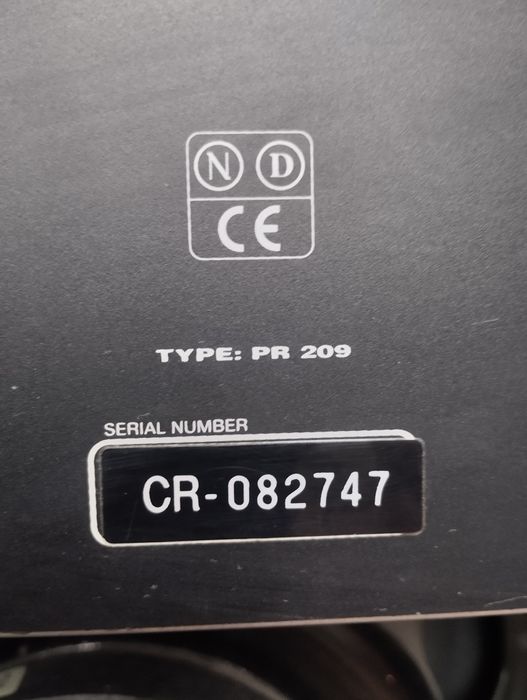 N D
CE
TYPE: PR 209
SERIAL NUMBER
CR-082747